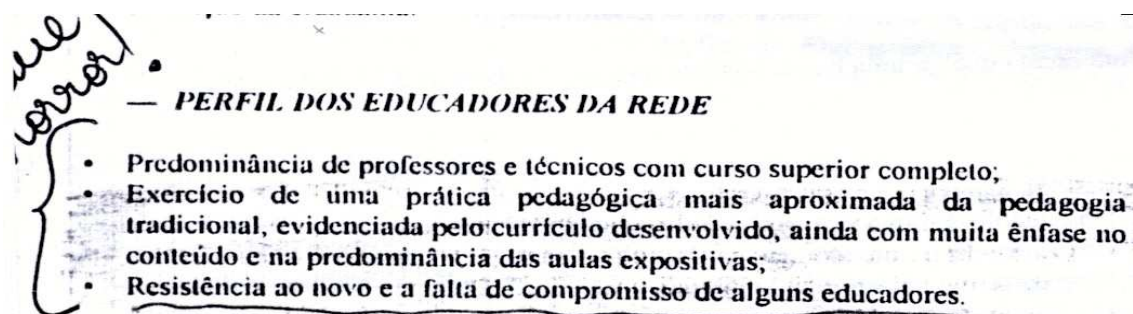 que
horror!
— PERFIL DOS EDUCADORES DA REDE
• Predominância de professores e técnicos com curso superior completo;
• Exercício de uma prática pedagógica mais aproximada da pedagogia
tradicional, evidenciada pelo currículo desenvolvido, ainda com muita ênfase no
conteúdo e na predominância das aulas expositivas;
• Resistência ao novo e a falta de compromisso de alguns educadores.